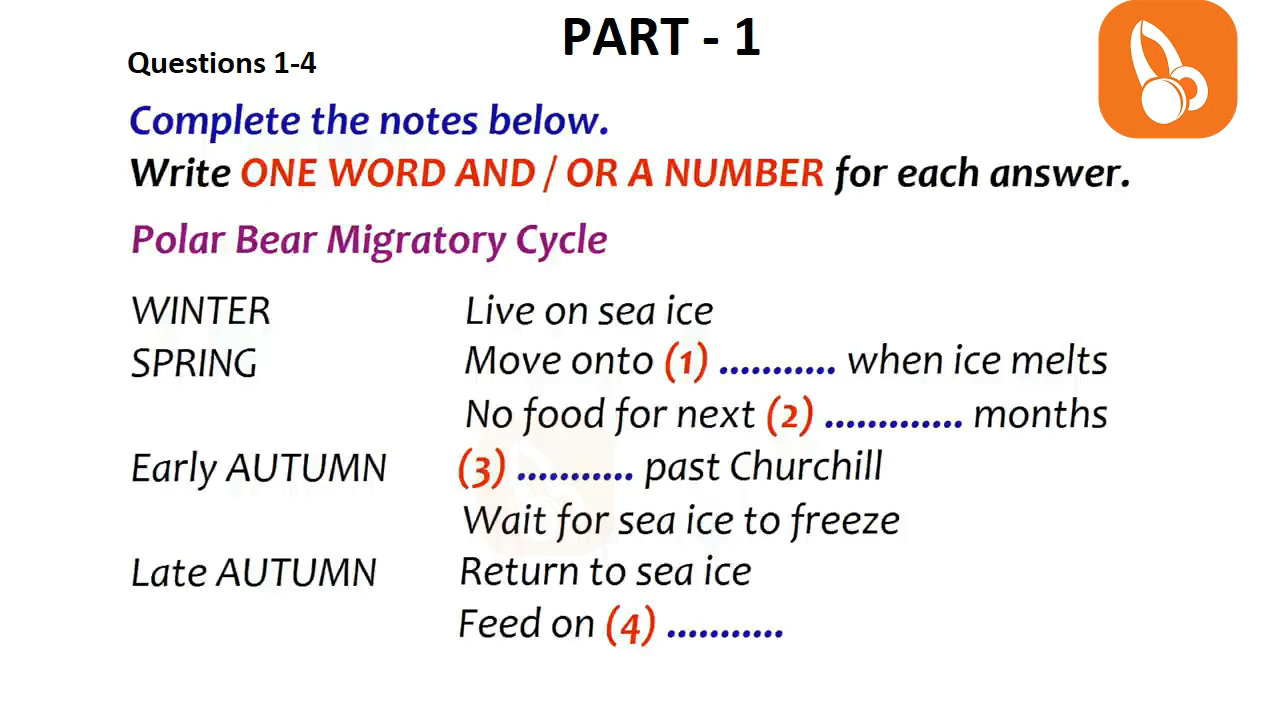 PART - 1
Questions 1-4
Complete the notes below.
Write ONE WORD AND / OR A NUMBER for each answer.
Polar Bear Migratory Cycle
WINTER Live on sea ice
SPRING Move onto (1) ........... when ice melts
No food for next (2) ............. months
Early AUTUMN (3) ........... past Churchill
Wait for sea ice to freeze
Late AUTUMN Return to sea ice
Feed on (4) ...........